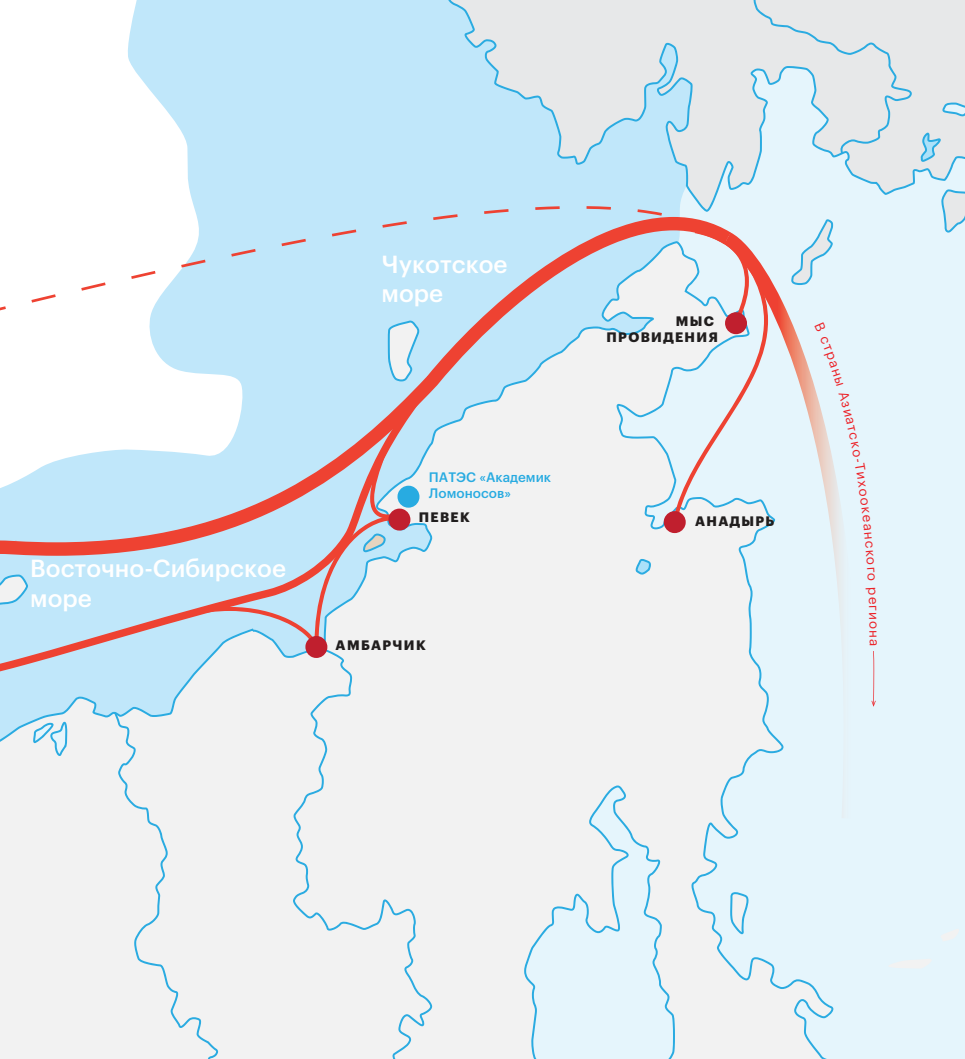 Чукотское
море
МЫС
ПРОВИДЕНИЯ
В страны Азиатско-Тихоокеанского региона
ПАТЭС «Академик
Ломоносов»
ПЕВЕК
АНАДЫРЬ
Восточно-Сибирское
море
АМБАРЧИК